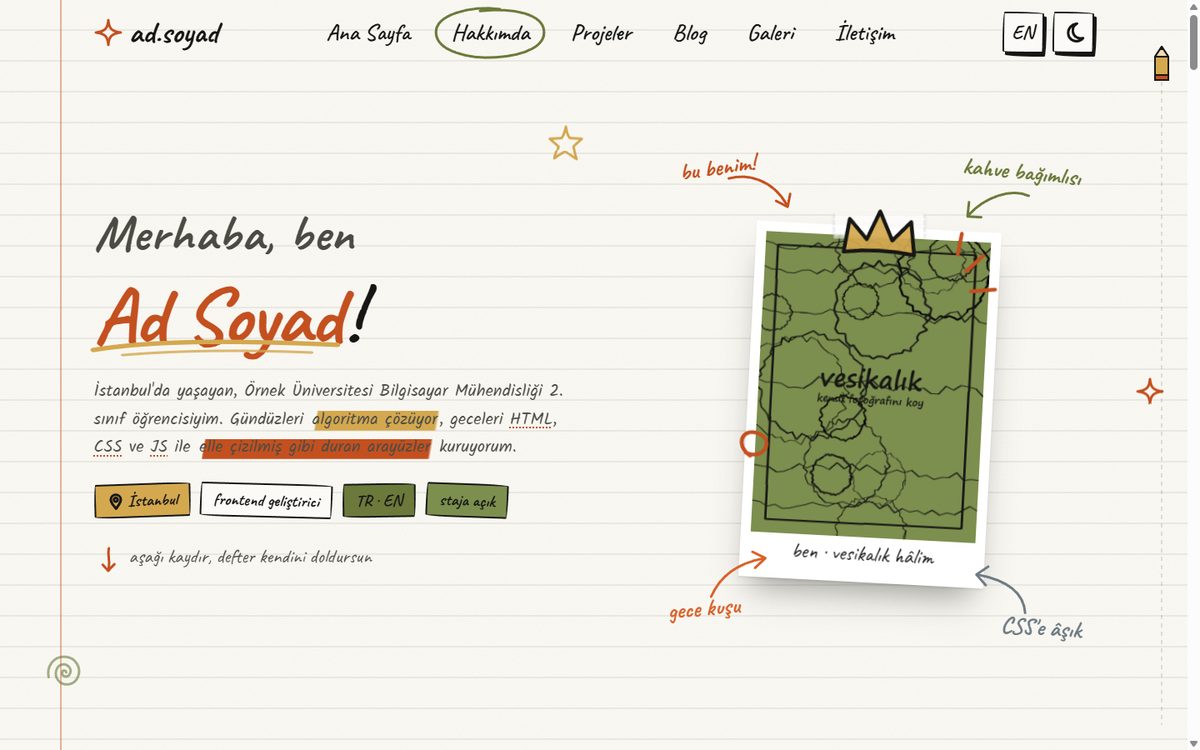 ad.soyad
Ana Sayfa
Hakkımda
Projeler
Blog
Galeri
İletişim
EN
bu benim!
kahve bağımlısı
Merhaba, ben
Ad Soyad!
İstanbul'da yaşayan, Örnek Üniversitesi Bilgisayar Mühendisliği 2.
sınıf öğrencisiyim. Gündüzleri algoritma çözüyor, geceleri HTML,
CSS ve JS ile elle çizilmiş gibi duran arayüzler kuruyorum.
İstanbul
frontend geliştirici
TR · EN
staja açık
aşağı kaydır, defter kendini doldursun
vesikalık
kendi fotoğrafını koy
ben · vesikalık hâlim
gece kuşu
CSS'e âşık